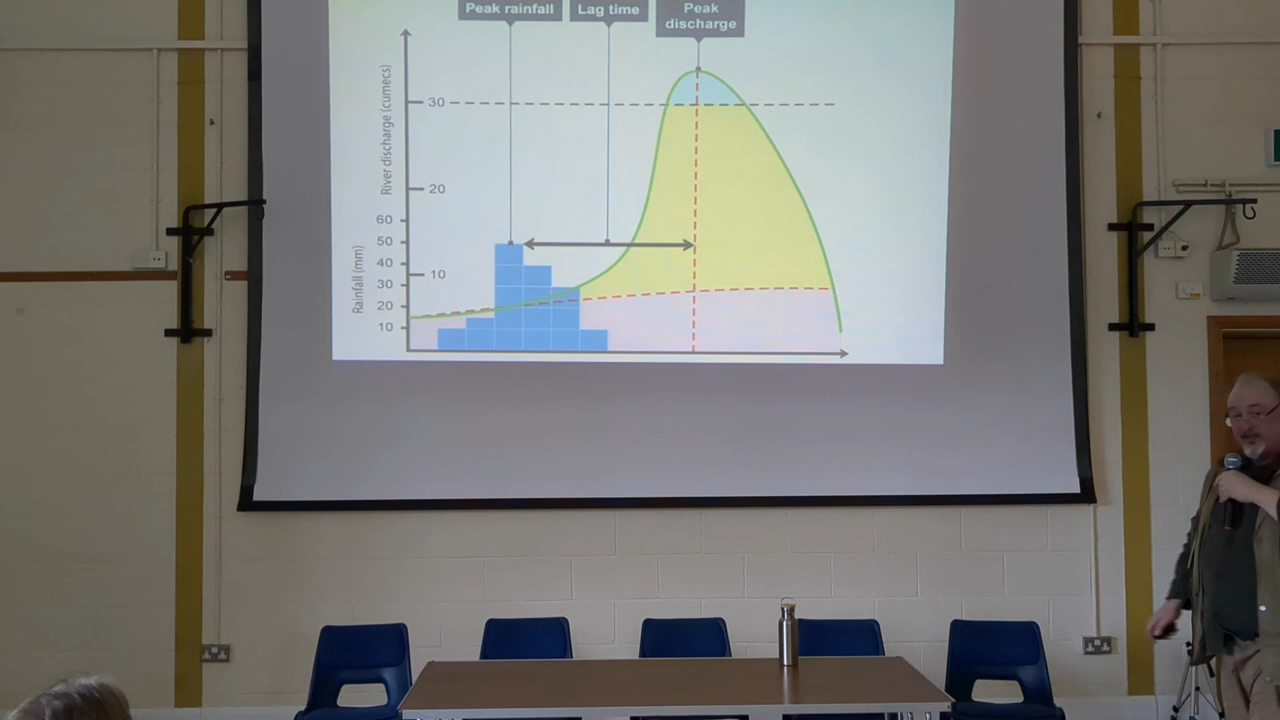 Peak rainfall
Lag time
Peak
discharge
River discharge (cumecs)
30
20
10
Rainfall (mm)
60
50
40
30
20
10